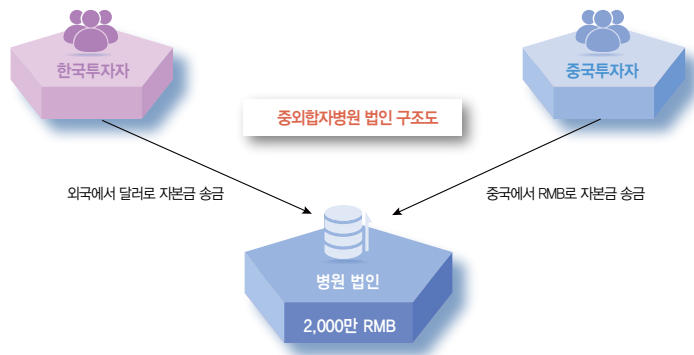 한국투자자
중국투자자
중외합자병원 법인 구조도
외국에서 달러로 자본금 송금
중국에서 RMB로 자본금 송금
병원 법인
2,000만 RMB